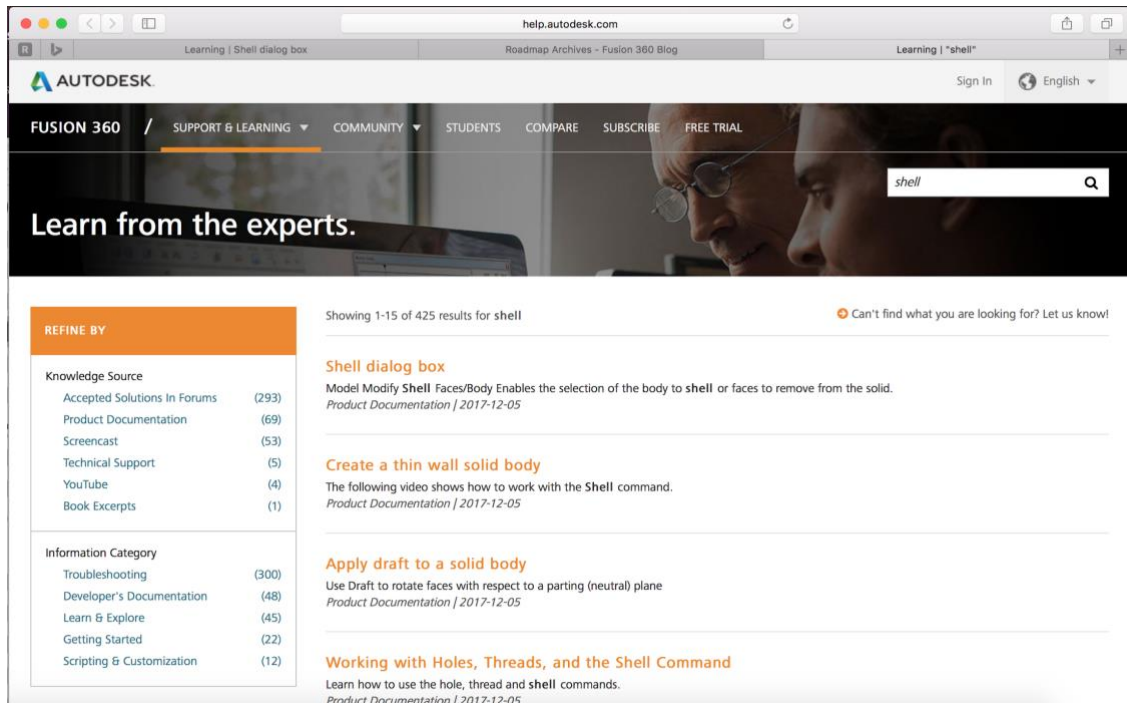 help.autodesk.com
R
Learning | Shell dialog box
Roadmap Archives - Fusion 360 Blog
Learning | "shell"
AUTODESK.
Sign In
English
FUSION 360 / SUPPORT & LEARNING COMMUNITY STUDENTS COMPARE SUBSCRIBE FREE TRIAL
shell
Learn from the experts.
REFINE BY
Knowledge Source
Accepted Solutions In Forums (293)
Product Documentation (69)
Screencast (53)
Technical Support (5)
YouTube (4)
Book Excerpts (1)
Information Category
Troubleshooting (300)
Developer's Documentation (48)
Learn & Explore (45)
Getting Started (22)
Scripting & Customization (12)
Showing 1-15 of 425 results for shell
Can't find what you are looking for? Let us know!
Shell dialog box
Model Modify Shell Faces/Body Enables the selection of the body to shell or faces to remove from the solid.
Product Documentation | 2017-12-05
Create a thin wall solid body
The following video shows how to work with the Shell command.
Product Documentation | 2017-12-05
Apply draft to a solid body
Use Draft to rotate faces with respect to a parting (neutral) plane
Product Documentation | 2017-12-05
Working with Holes, Threads, and the Shell Command
Learn how to use the hole, thread and shell commands.
Product Documentation | 2017-12-05